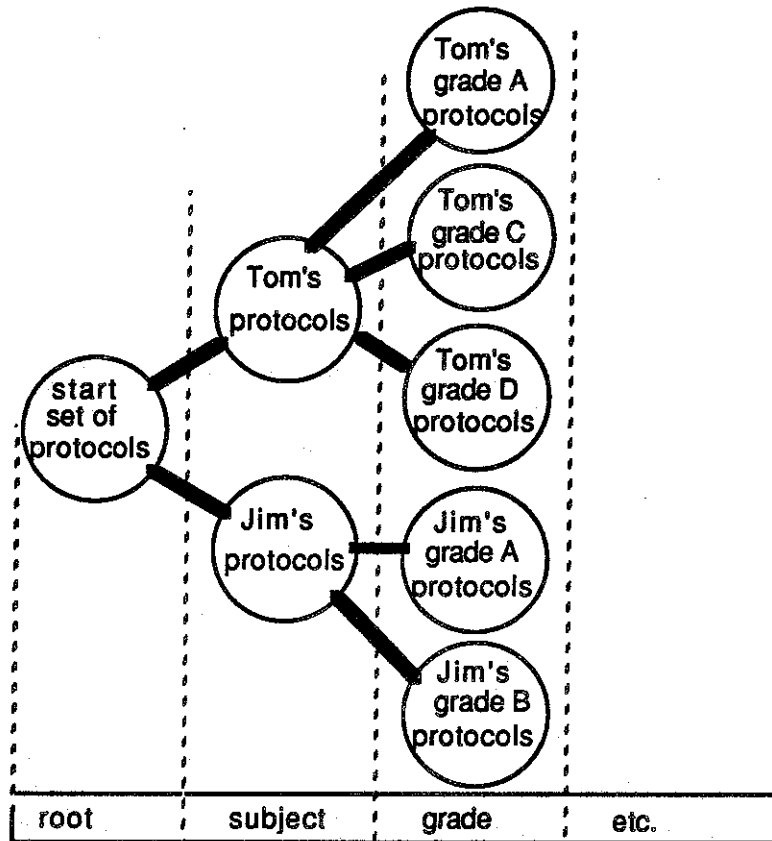 Tom's
grade A
protocols
Tom's
grade C
protocols
Tom's
protocols
Tom's
grade D
protocols
start
set of
protocols
Jim's
protocols
Jim's
grade A
protocols
Jim's
grade B
protocols
root subject grade etc.